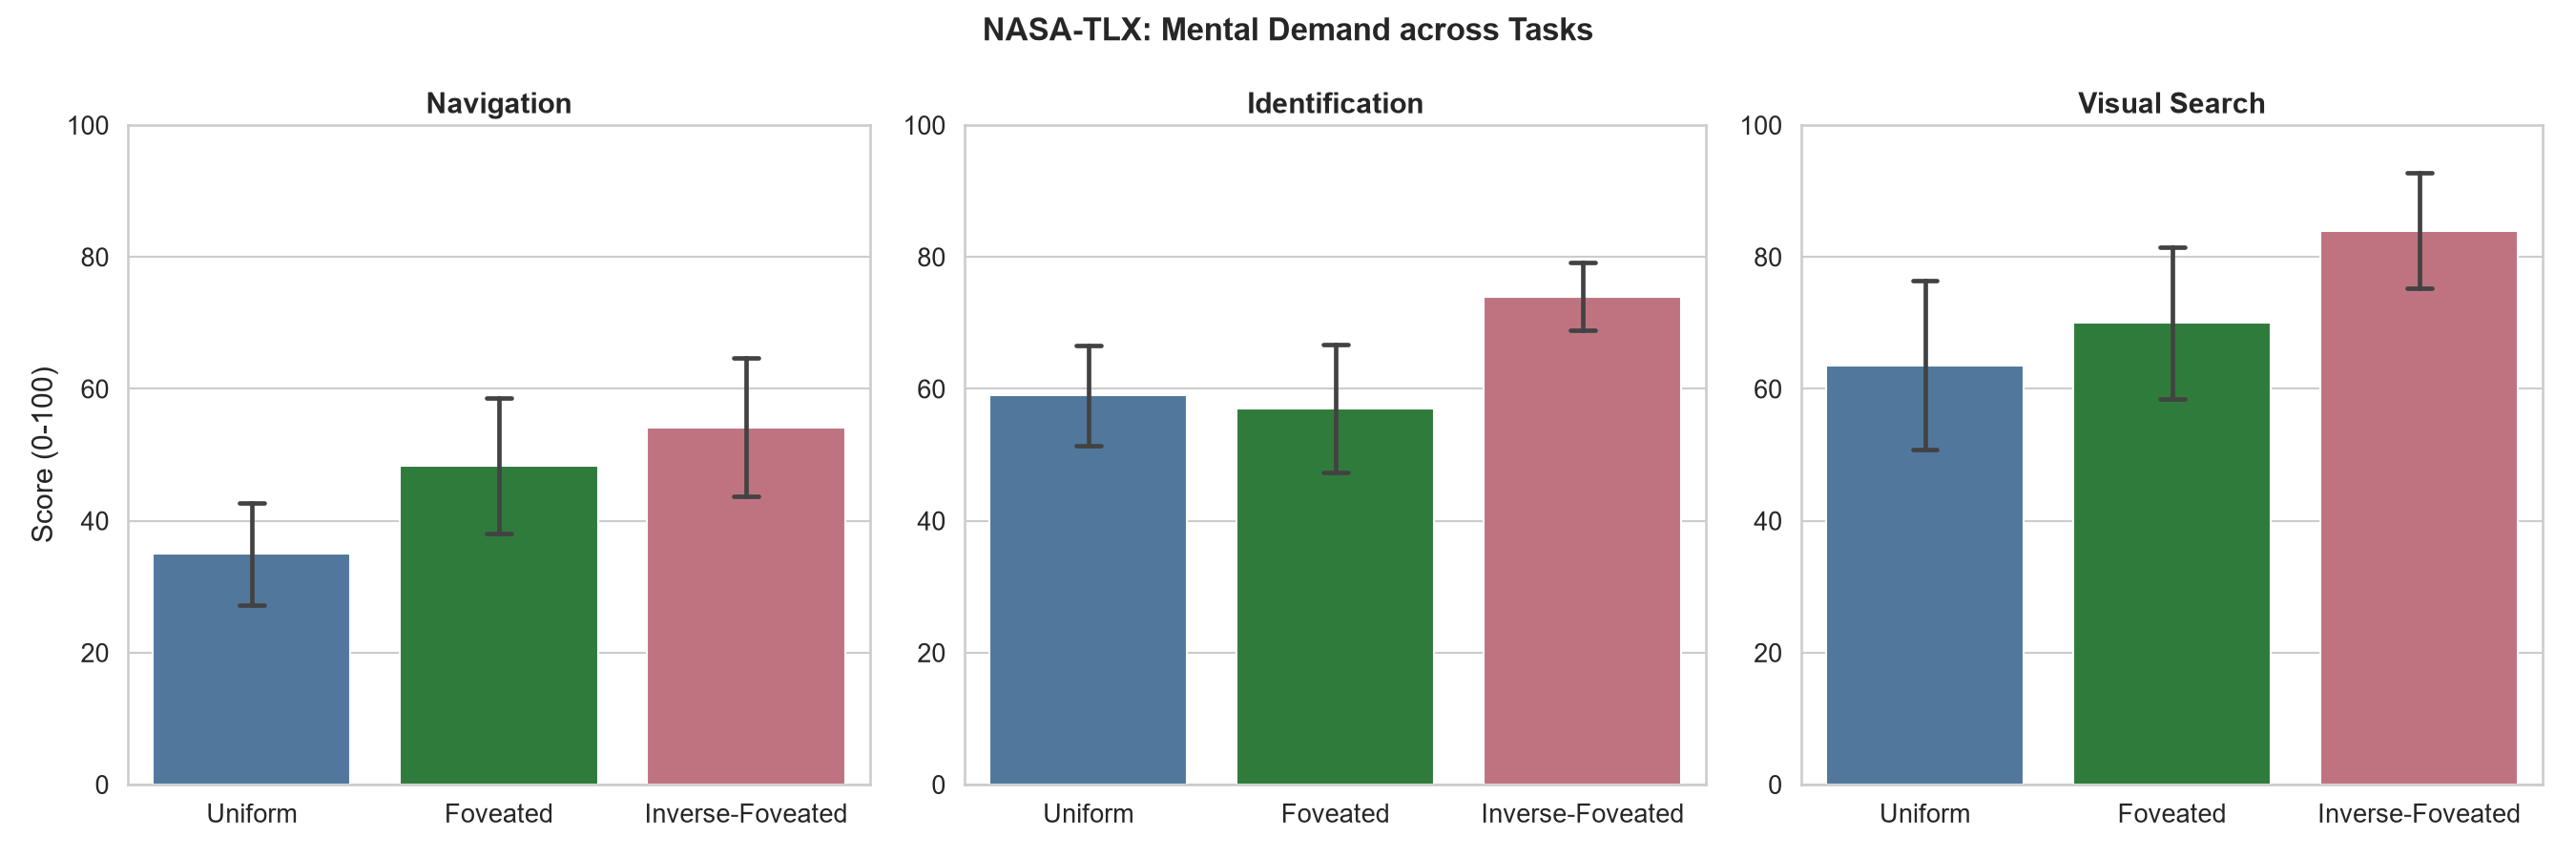 NASA-TLX: Mental Demand across Tasks
Navigation
Score (0-100)
100
80
60
40
20
0
Uniform Foveated Inverse-Foveated
Identification
100
80
60
40
20
0
Uniform Foveated Inverse-Foveated
Visual Search
100
80
60
40
20
0
Uniform Foveated Inverse-Foveated